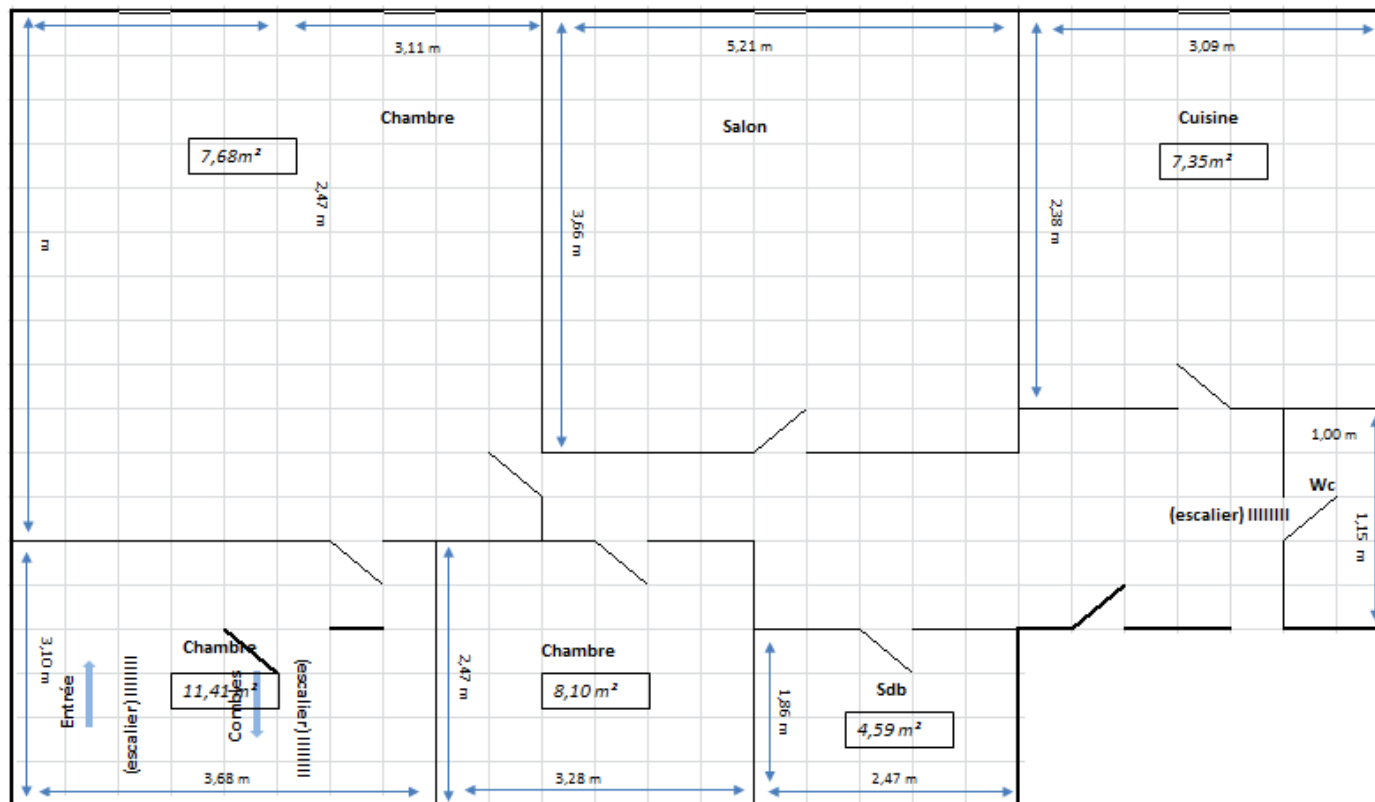 3,11 m
5,21 m
3,09 m
Chambre
Salon
Cuisine
7,68m²
7,35m²
2,47 m
3,66 m
2,38 m
m
1,00 m
Wc
(escalier) IIIIIIII
1,15 m
3,10 m
Chambre
11,41 m²
Entrée
(escalier) IIIIIIII
Combles
(escalier) IIIIIIII
3,68 m
2,47 m
Chambre
8,10 m²
3,28 m
1,86 m
Sdb
4,59 m²
2,47 m